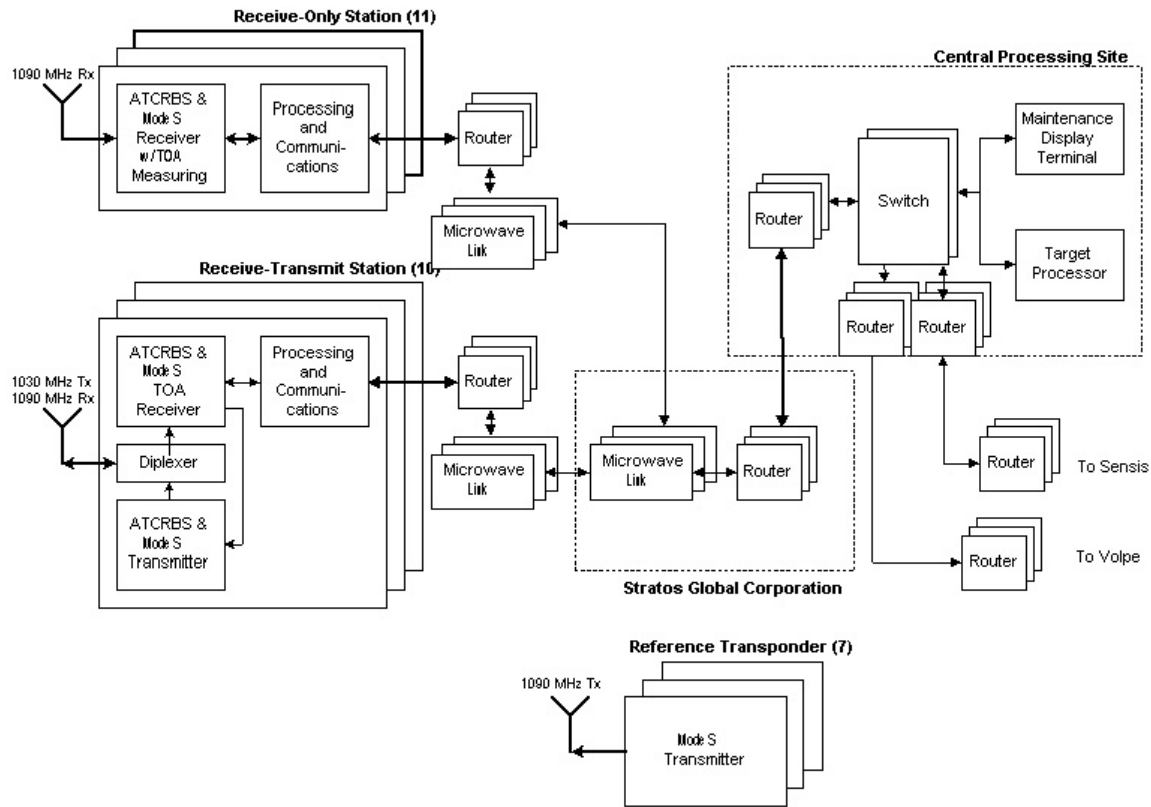 Receive-Only Station (11)
1090 MHz Rx
ATCRBS &
Mode S
Receiver
w/TOA
Measuring
Processing
and
Communi-
cations
Router
Microwave
Link
Central Processing Site
Router
Switch
Maintenance
Display
Terminal
Target
Processor
Router
Router
Receive-Transmit Station (10)
1030 MHz Tx
1090 MHz Rx
ATCRBS &
Mode S
TOA
Receiver
Processing
and
Communi-
cations
Diplexer
ATCRBS &
Mode S
Transmitter
Router
Microwave
Link
Microwave
Link
Router
Stratos Global Corporation
Router
To Sensis
Router
To Volpe
Reference Transponder (7)
1090 MHz Tx
Mode S
Transmitter